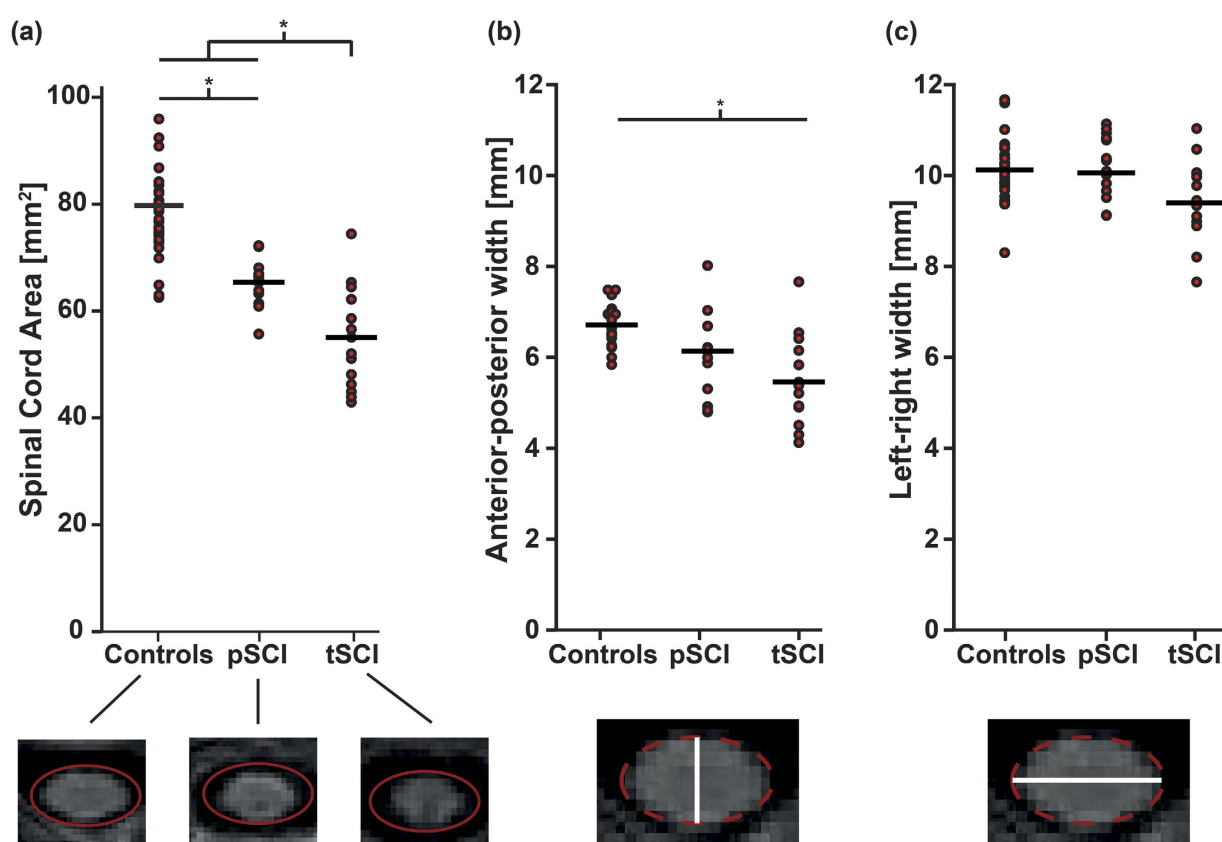 (a)
*
*
Spinal Cord Area [mm²]
100
80
60
40
20
0
Controls pSCI tSCI
(b)
*
Anterior-posterior width [mm]
12
10
8
6
4
2
0
Controls pSCI tSCI
(c)
Left-right width [mm]
12
10
8
6
4
2
0
Controls pSCI tSCI